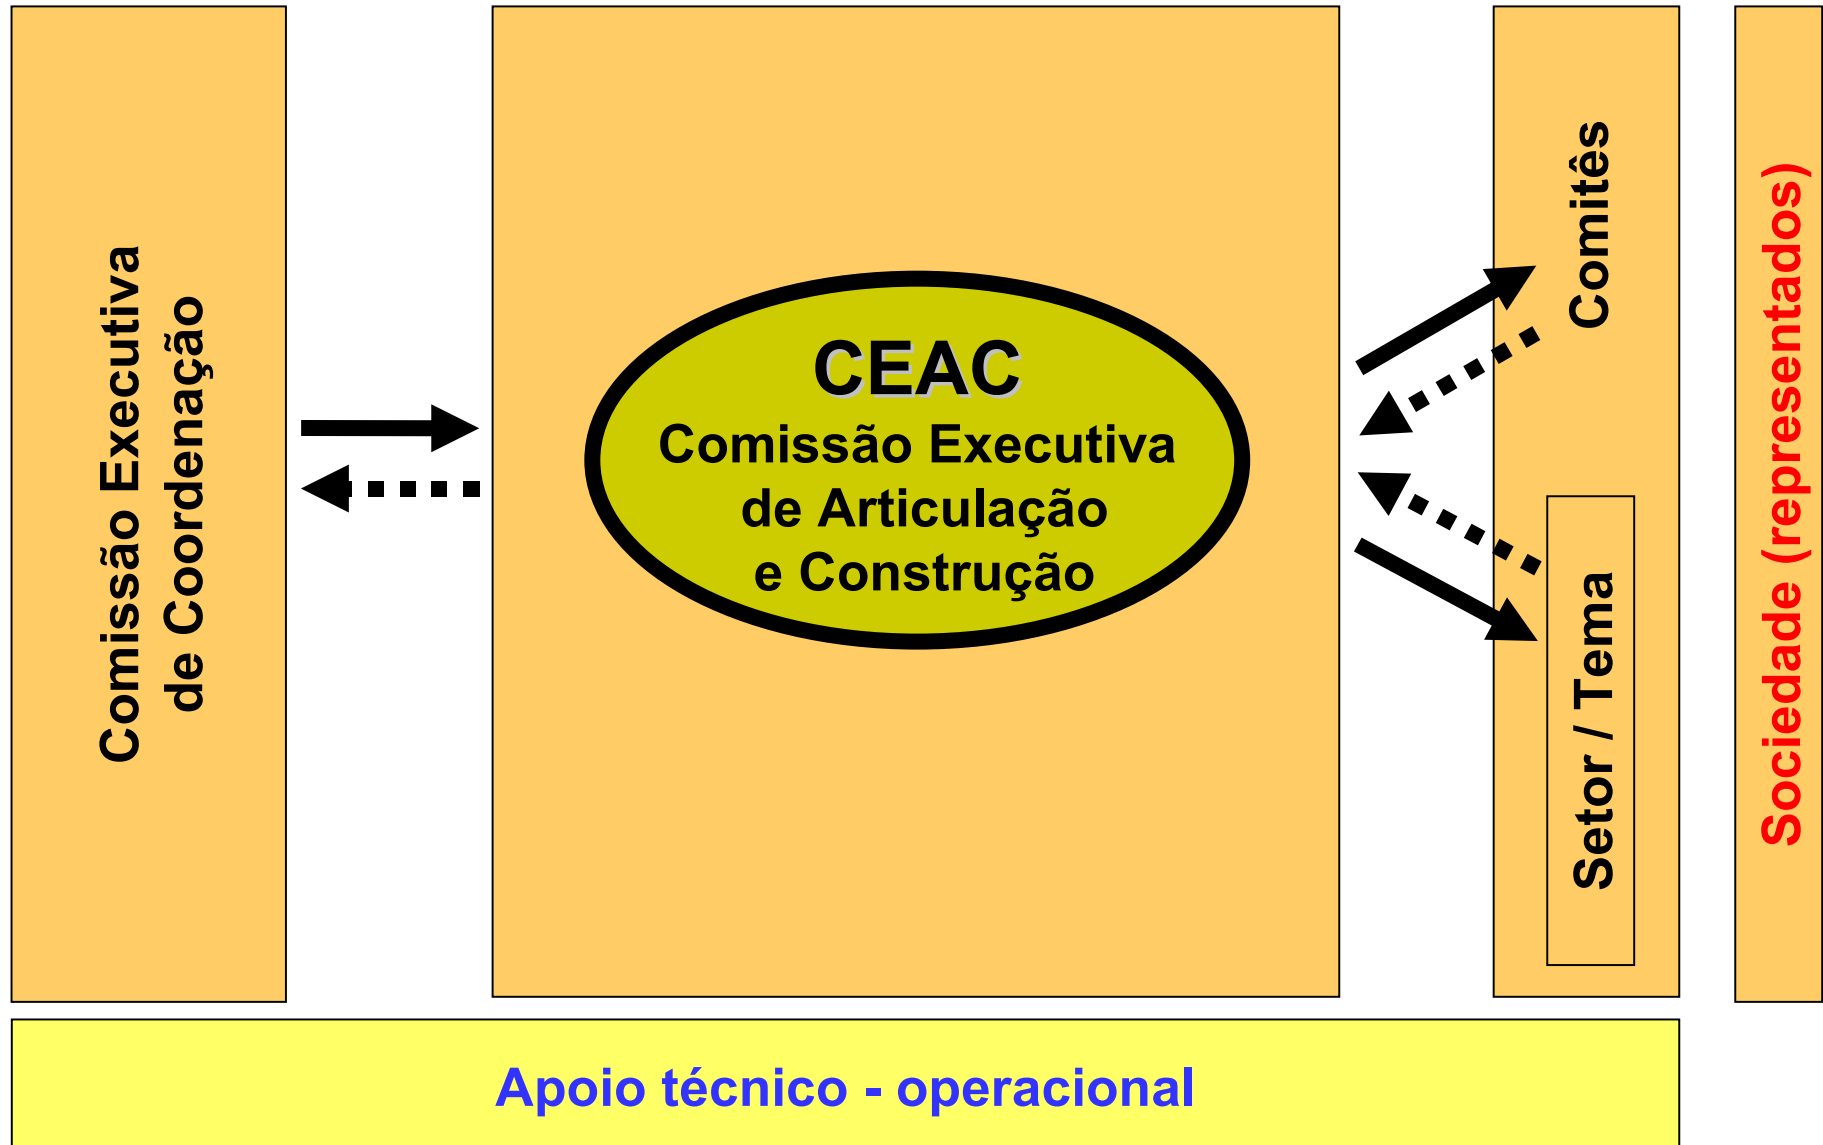 Comissão Executiva
de Coordenação
CEAC
Comissão Executiva
de Articulação
e Construção
Comitês
Setor / Tema
Sociedade (representados)
Apoio técnico - operacional